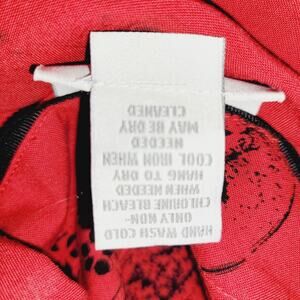 HAND WASH COLD
ONLY NON-
CHLORINE BLEACH
WHEN NEEDED
HANG TO DRY
COOL IRON WHEN
NEEDED
MAY BE DRY
CLEANED